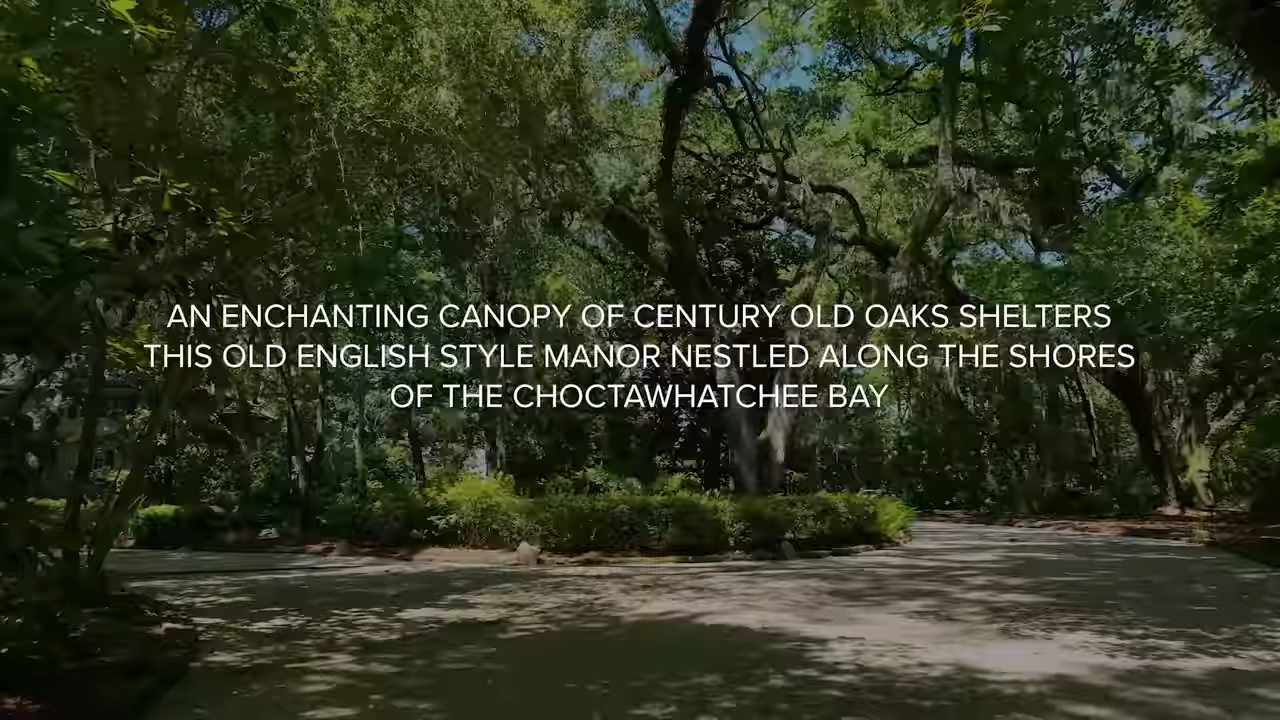 AN ENCHANTING CANOPY OF CENTURY OLD OAKS SHELTERS
THIS OLD ENGLISH STYLE MANOR NESTLED ALONG THE SHORES
OF THE CHOCTAWHATCHEE BAY